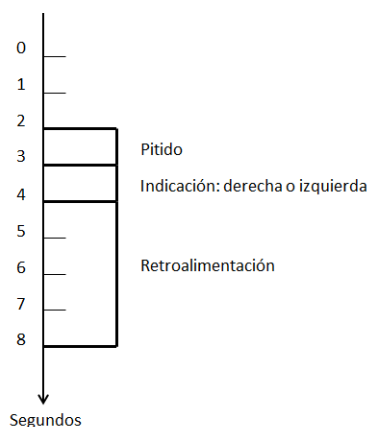 0
1
2
Pitido
3
Indicación: derecha o izquierda
4
5
Retroalimentación
6
7
8
Segundos